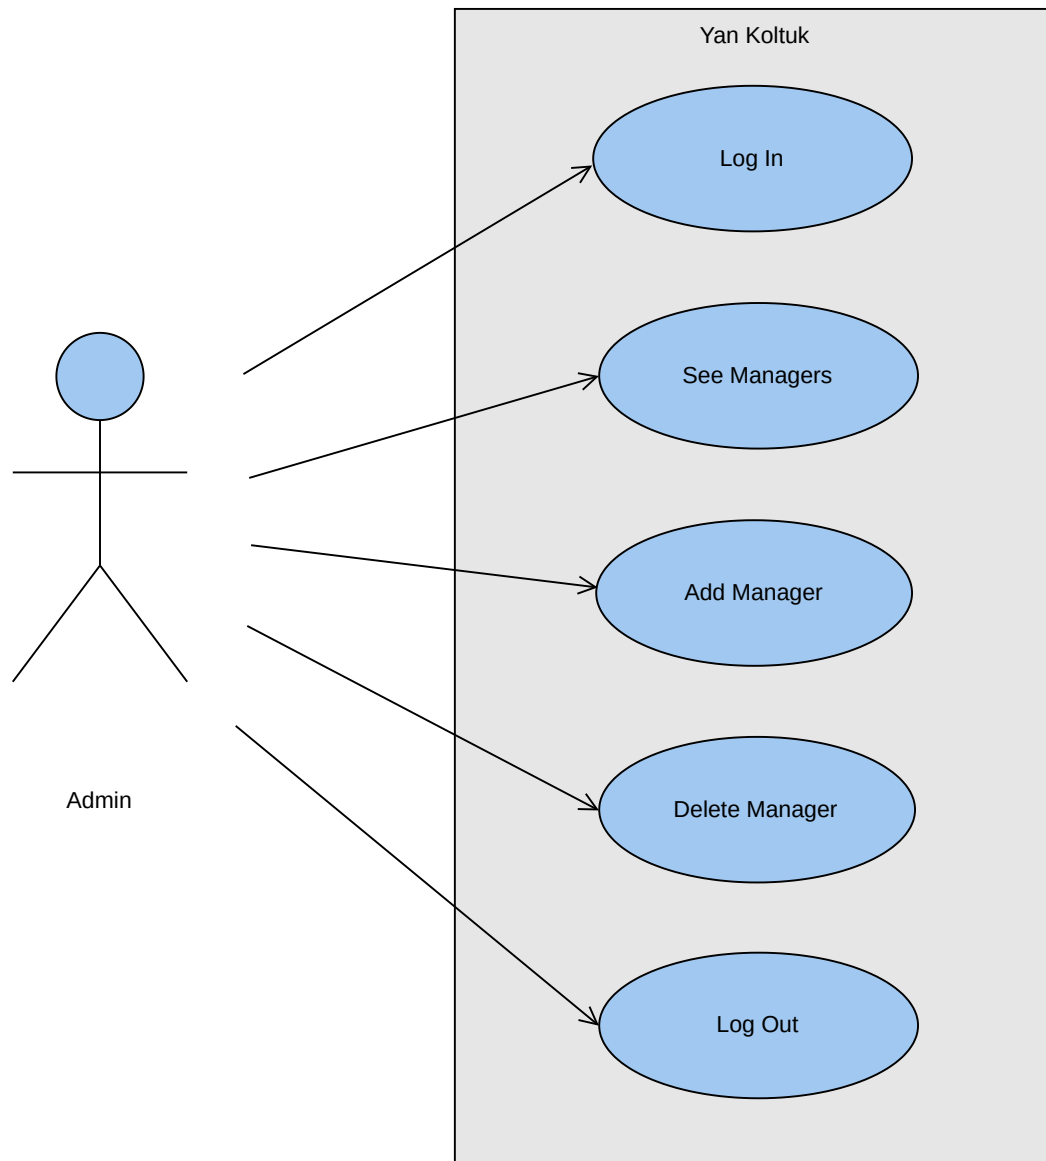 Yan Koltuk
Log In
See Managers
Add Manager
Delete Manager
Admin
Log Out